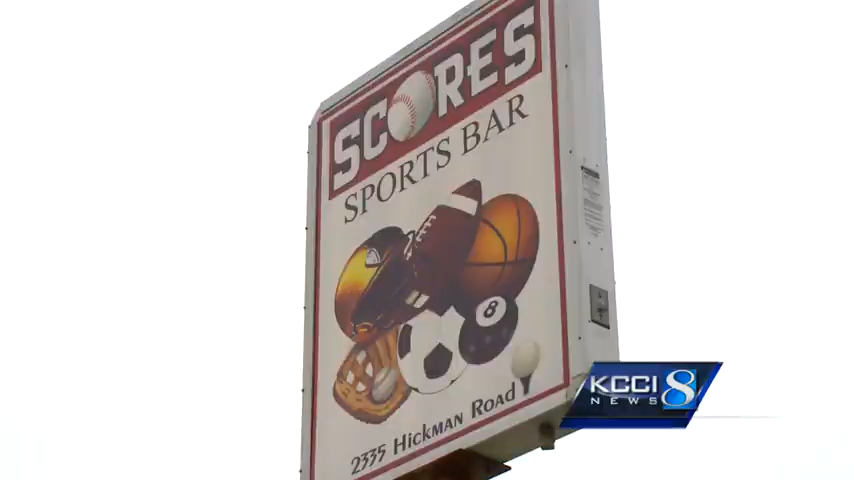 SCORES
SPORTS BAR
8
2335 Hickman Road
KCCI 8
NEWS